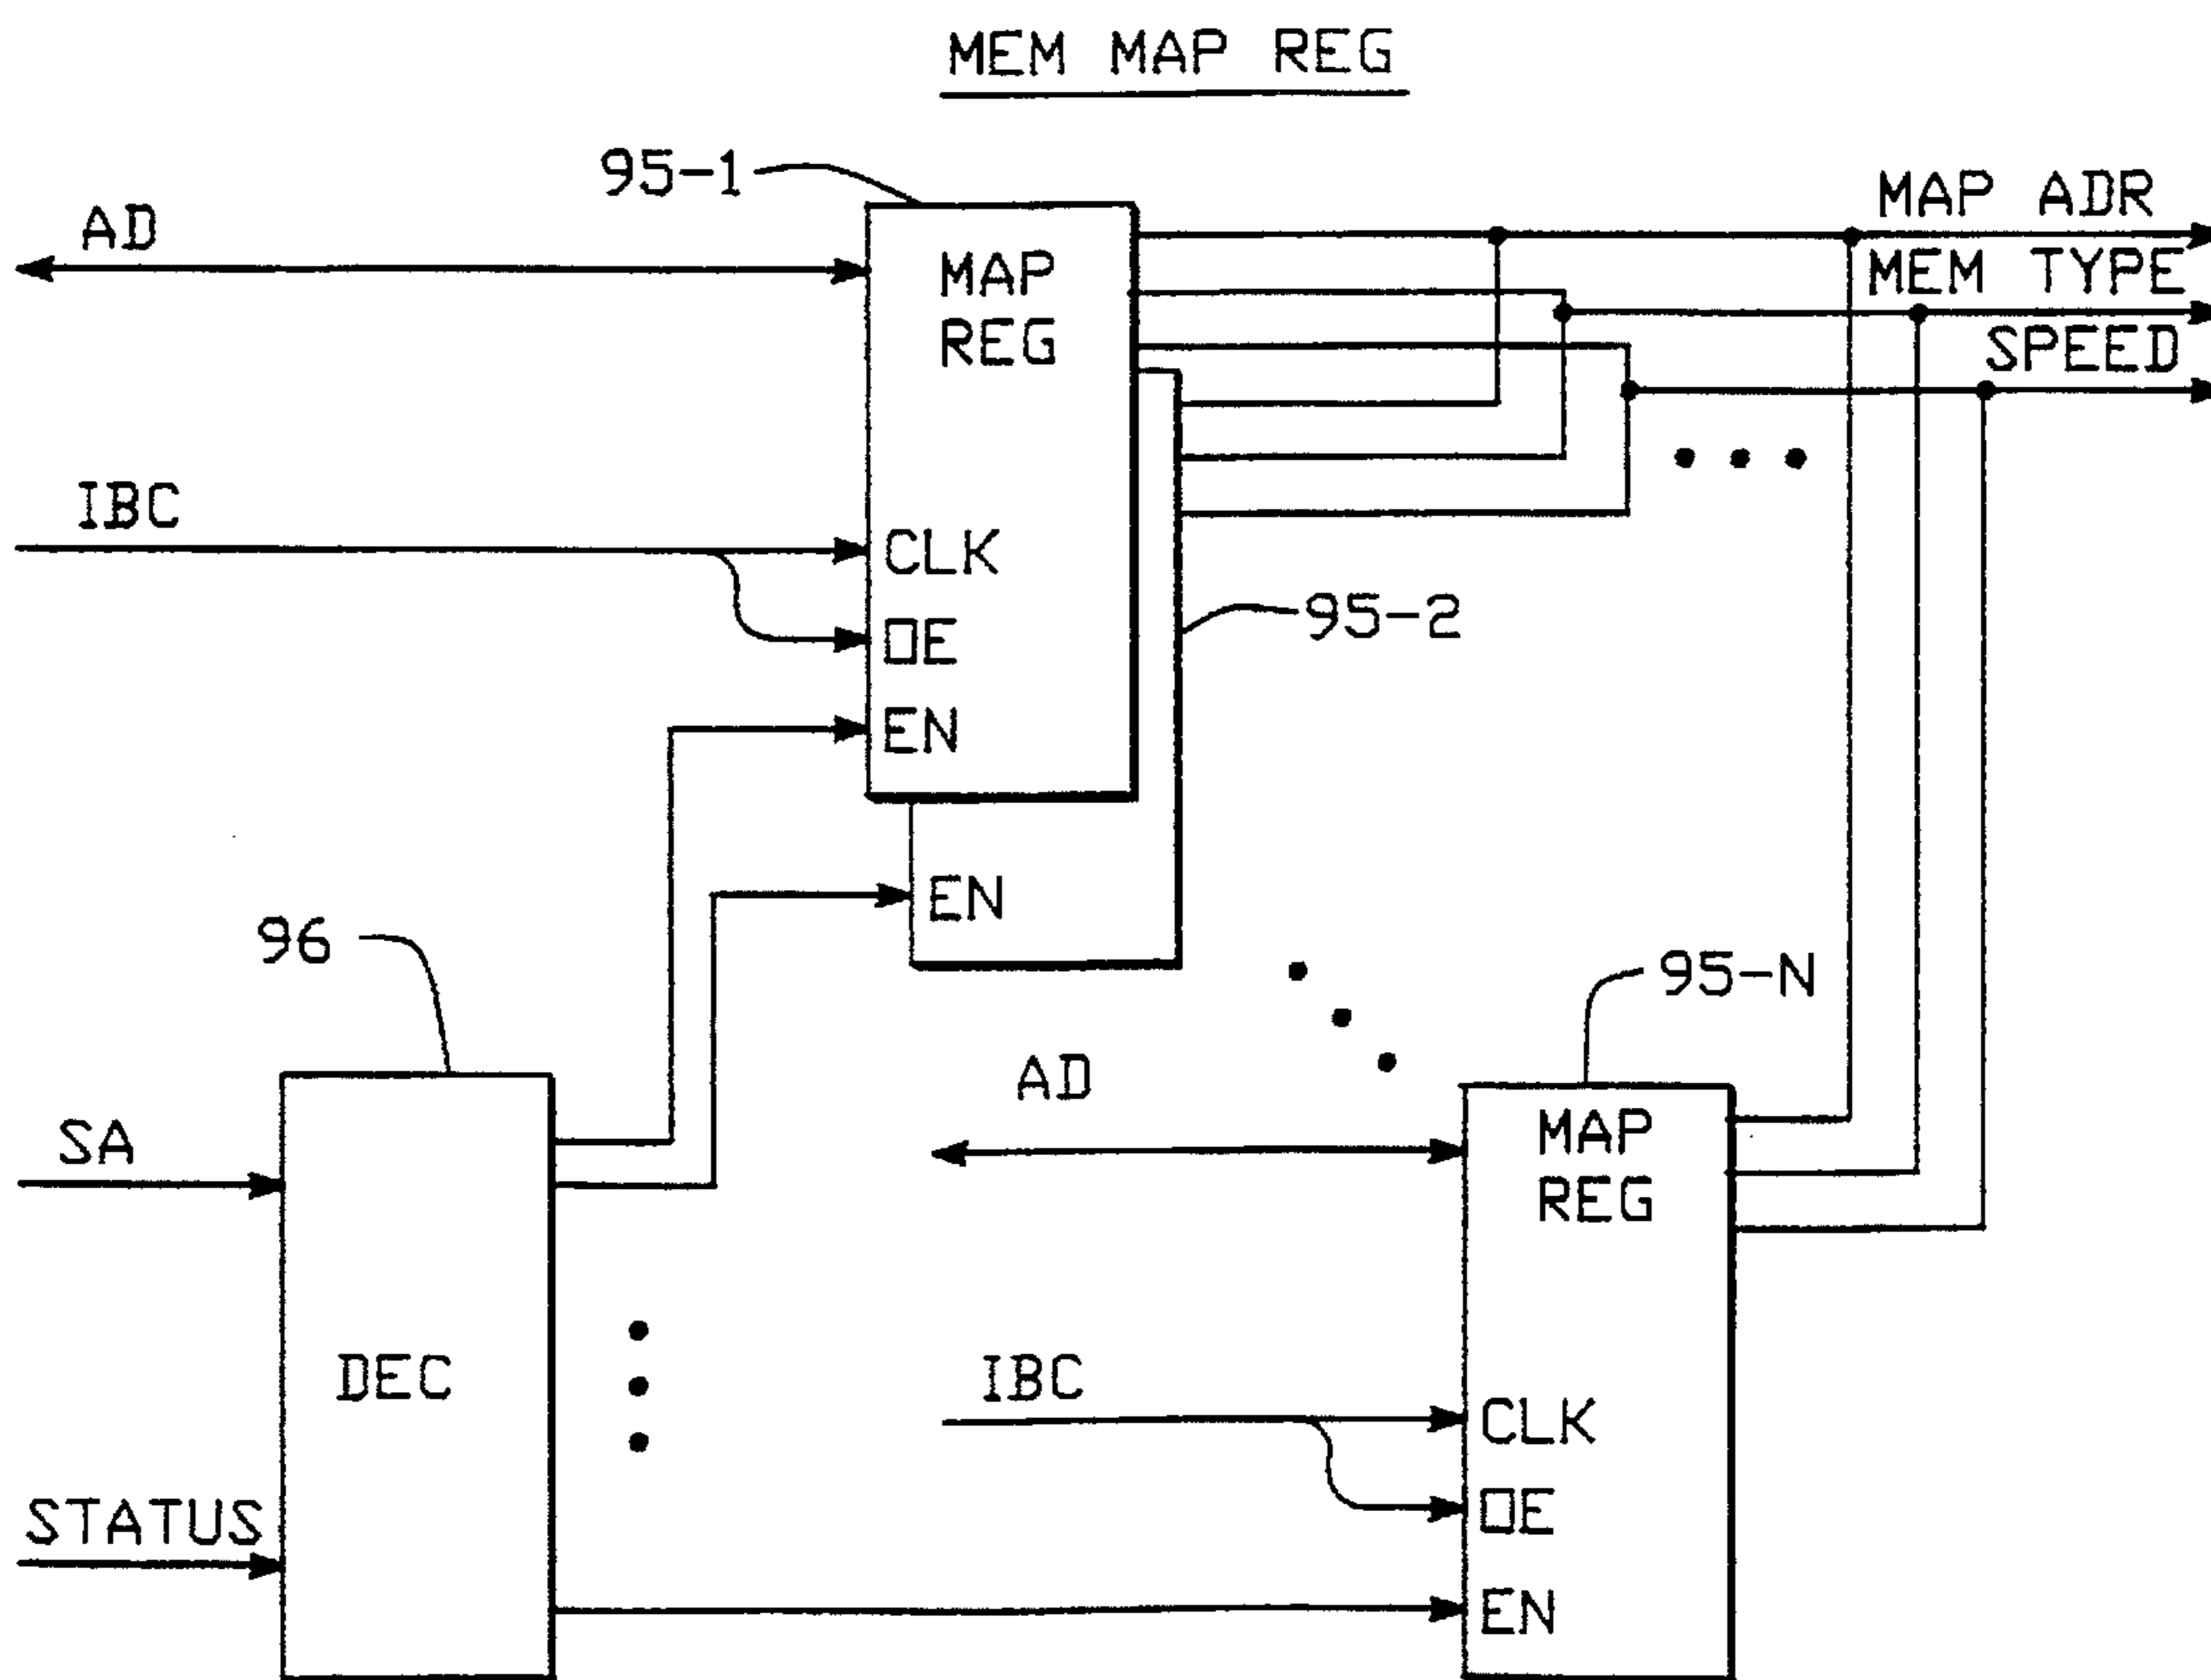 MEM MAP REG
95-1
AD
MAP ADR
MEM TYPE
SPEED
MAP
REG
IBC
CLK
OE
EN
95-2
EN
96
95-N
AD
SA
MAP
REG
DEC
IBC
CLK
OE
STATUS
EN